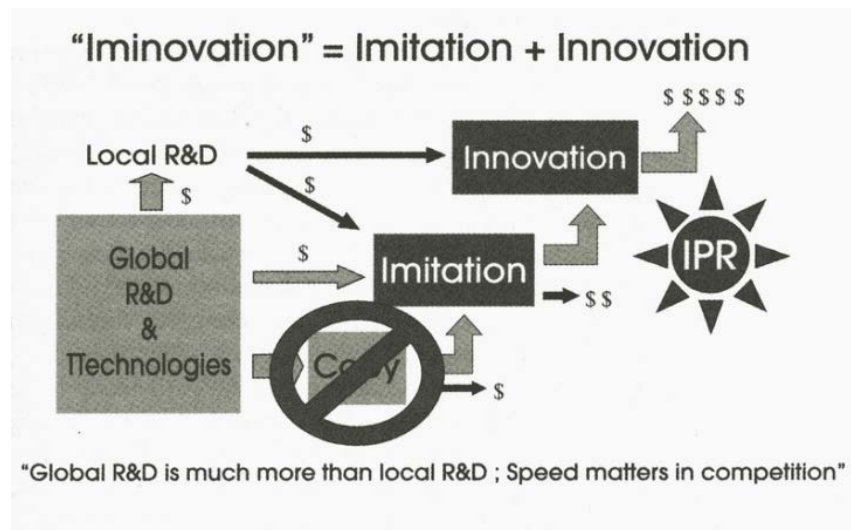 “Iminovation” = Imitation + Innovation
$ $ $ $ $
$
Innovation
Local R&D
$
$
Global
R&D
&
TTechnologies
$
Imitation
IPR
$ $
Copy
$
“Global R&D is much more than local R&D ; Speed matters in competition”